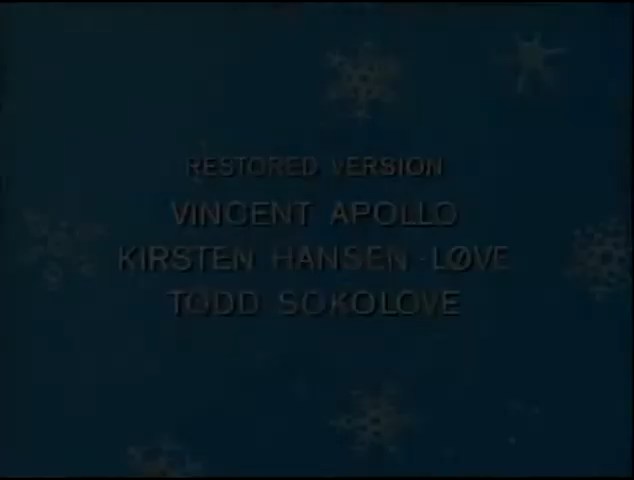 RESTORED VERSION
VINCENT APOLLO
KIRSTEN HANSEN-LØVE
TODD SOKOLOVE